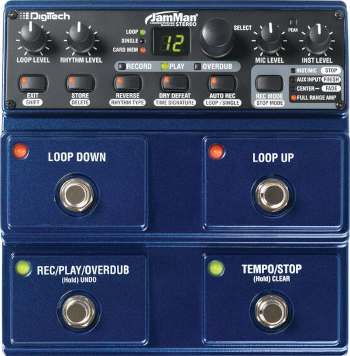 DigiTech
JamMan
STEREO
LOOP
SINGLE
CARD MEM
12
SELECT
PEAK
LOOP LEVEL
RHYTHM LEVEL
MIC LEVEL
INST LEVEL
RECORD
PLAY
OVERDUB
INST/MIC
STOP
AUX INPUT
FINISH
CENTER
FADE
FULL RANGE AMP
EXIT
STORE
REVERSE
DRY DEFEAT
AUTO REC
REC MODE
SHIFT
DELETE
RHYTHM TYPE
TIME SIGNATURE
LOOP / SINGLE
STOP MODE
LOOP DOWN
LOOP UP
REC/PLAY/OVERDUB
(Hold) UNDO
TEMPO/STOP
(Hold) CLEAR